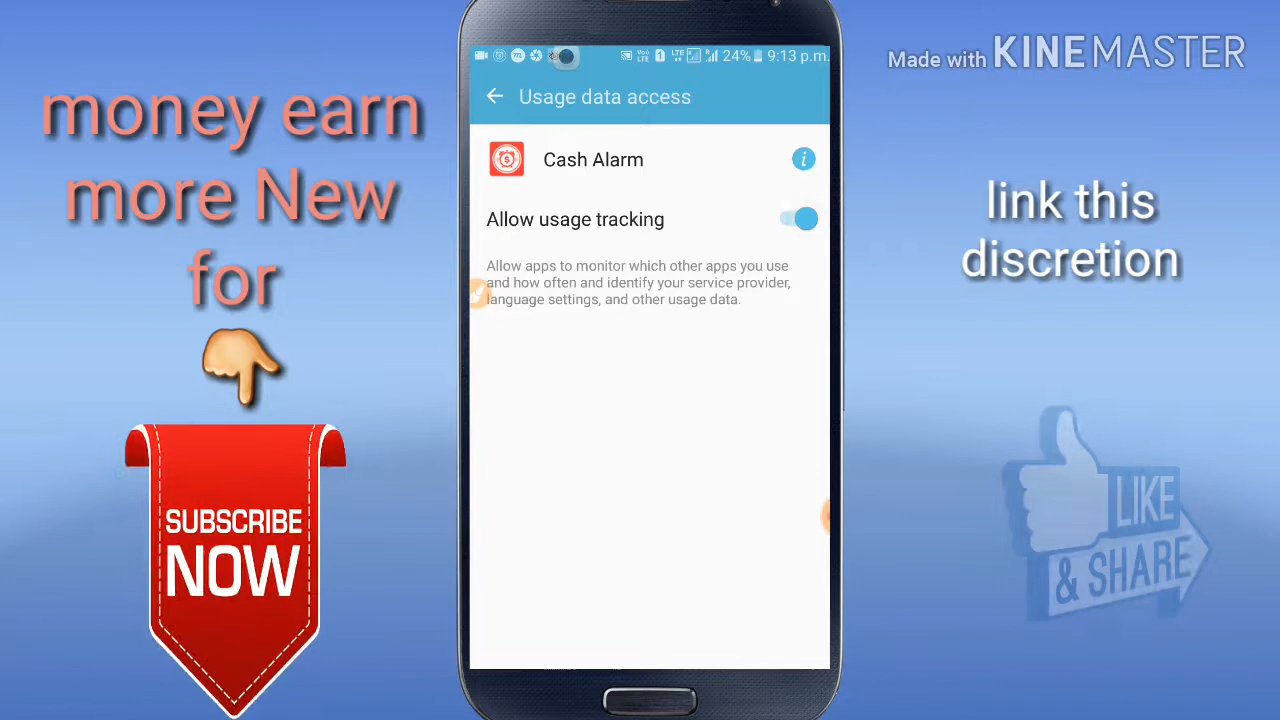 money earn
more New
for
SUBSCRIBE
NOW
LTE
24%
9:13 p.m.
Usage data access
Cash Alarm
Allow usage tracking
Allow apps to monitor which other apps you use
and how often and identify your service provider,
language settings, and other usage data.
Made with KINEMASTER
link this
discretion
LIKE
& SHARE